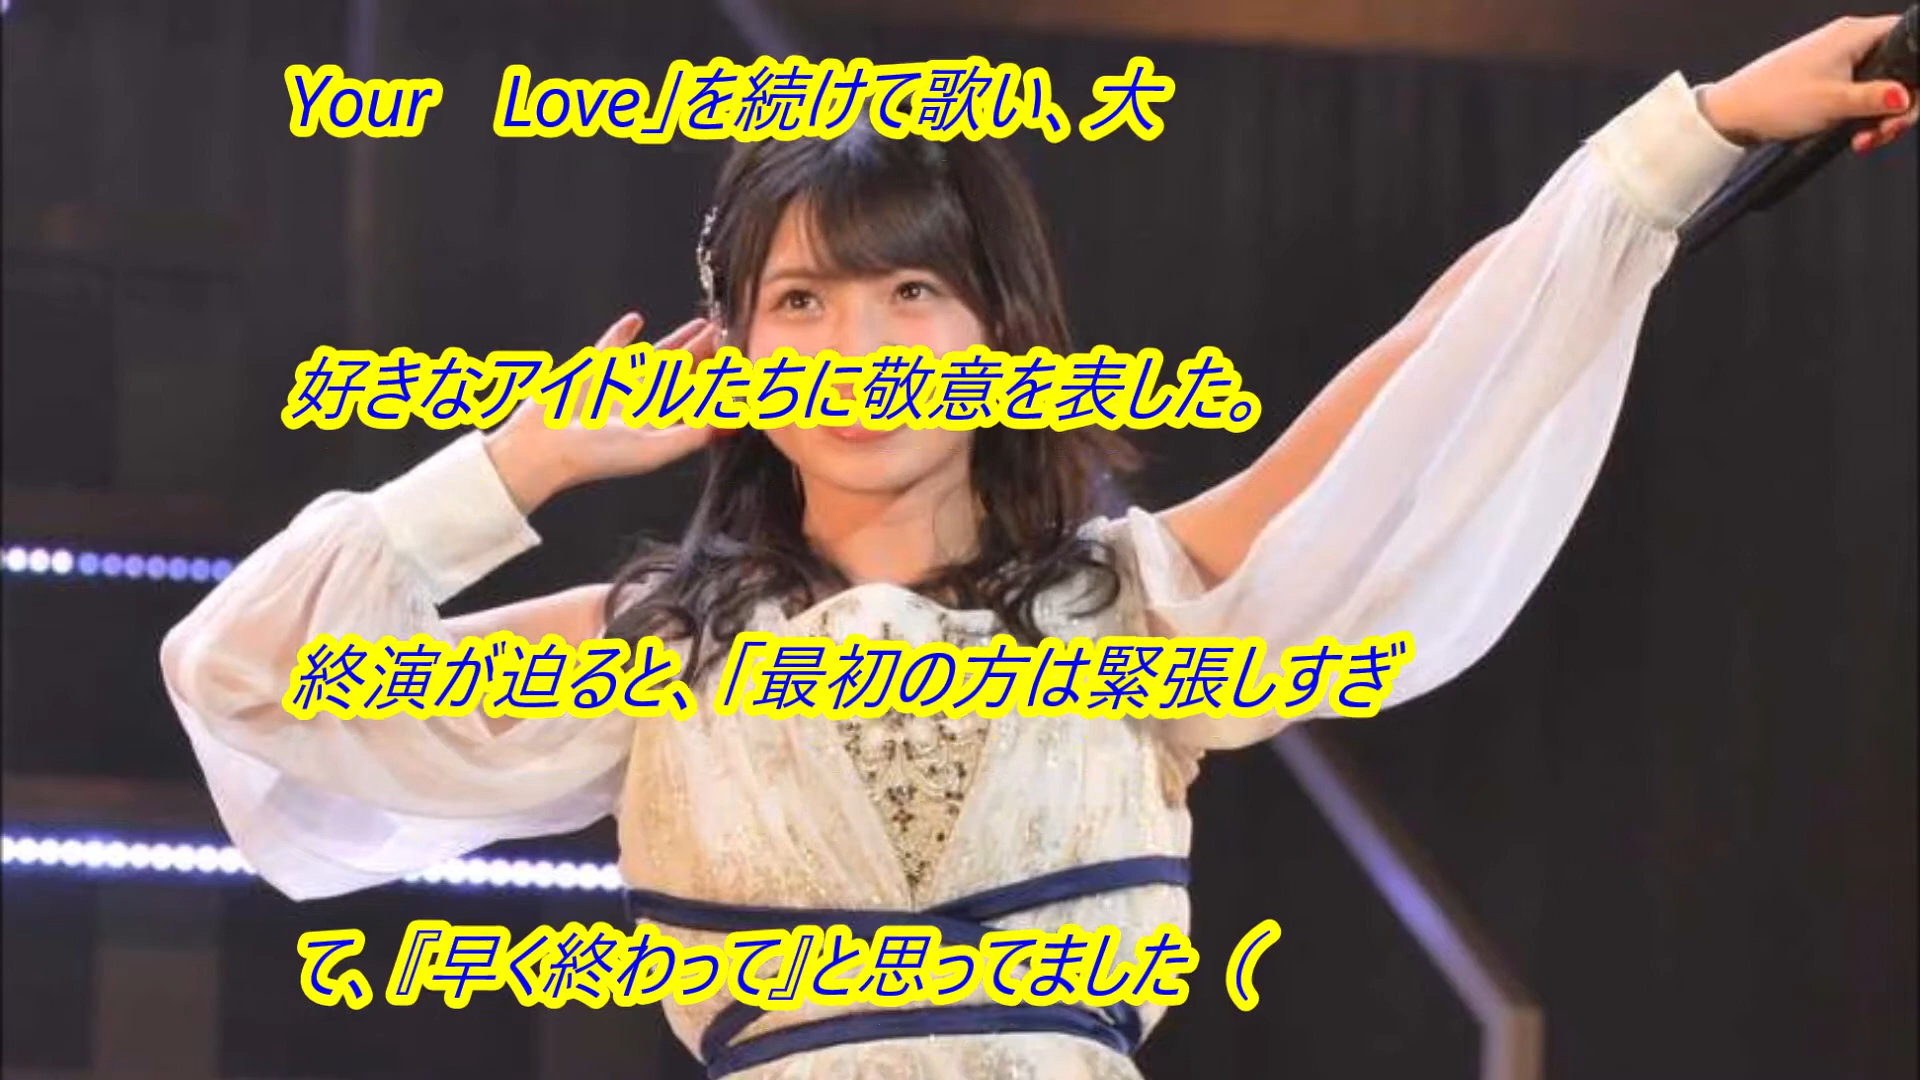 Your　Love」を続けて歌い、大
好きなアイドルたちに敬意を表した。
終演が迫ると、「最初の方は緊張しすぎ
て、『早く終わって』と思ってました（